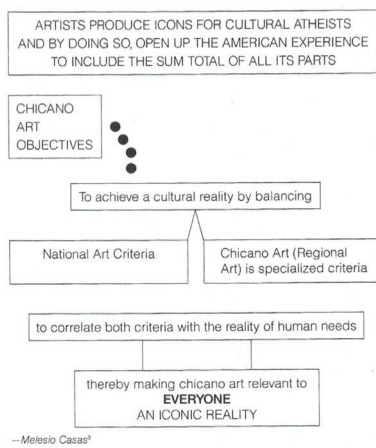 ARTISTS PRODUCE ICONS FOR CULTURAL ATHEISTS
AND BY DOING SO, OPEN UP THE AMERICAN EXPERIENCE
TO INCLUDE THE SUM TOTAL OF ALL ITS PARTS
CHICANO
ART
OBJECTIVES
To achieve a cultural reality by balancing
National Art Criteria
Chicano Art (Regional
Art) is specialized criteria
to correlate both criteria with the reality of human needs
thereby making chicano art relevant to
EVERYONE
AN ICONIC REALITY
—Melesio Casas³